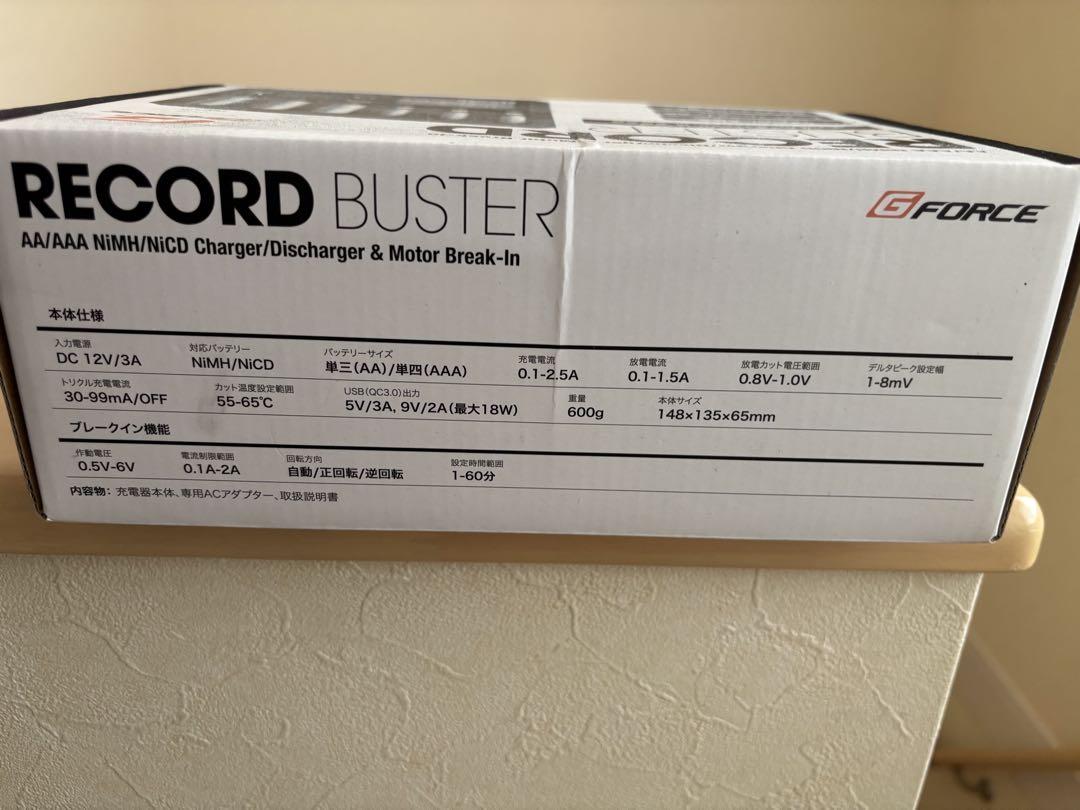 RECORD
RECORD BUSTER
GFORCE
AA/AAA NiMH/NiCD Charger/Discharger & Motor Break-In
本体仕様
入力電源 対応バッテリー バッテリーサイズ 充電電流 放電電流 放電カット電圧範囲 デルタピーク設定幅
DC 12V/3A NiMH/NiCD 単三(AA)/単四(AAA) 0.1-2.5A 0.1-1.5A 0.8V-1.0V 1-8mV
トリクル充電電流 カット温度設定範囲 USB(QC3.0)出力 重量 本体サイズ
30-99mA/OFF 55-65℃ 5V/3A, 9V/2A(最大18W) 600g 148×135×65mm
ブレークイン機能
作動電圧 電流制限範囲 回転方向 設定時間範囲
0.5V-6V 0.1A-2A 自動/正回転/逆回転 1-60分
内容物: 充電器本体、専用ACアダプター、取扱説明書